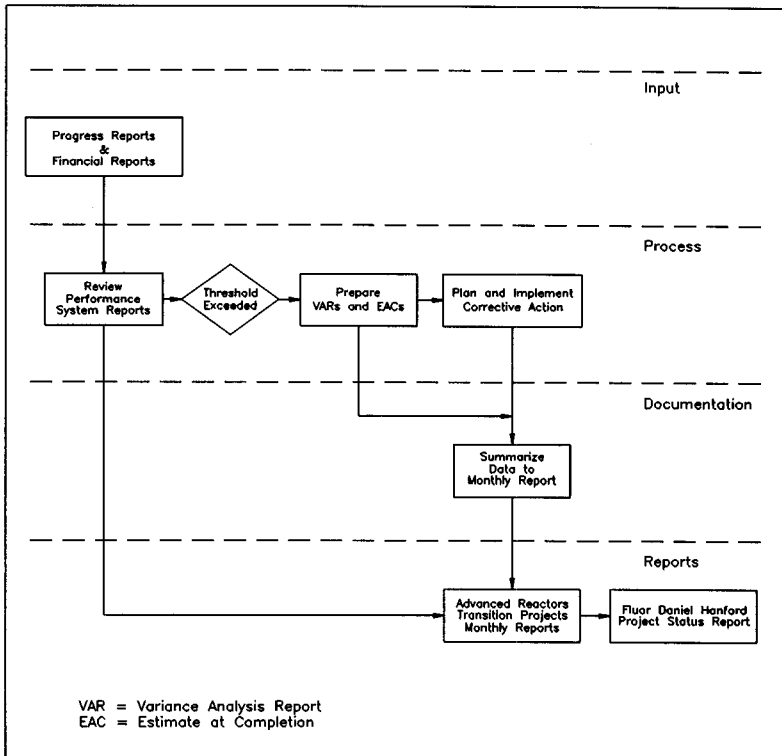 Input
Progress Reports
&
Financial Reports
Process
Review
Performance
System Reports
Threshold
Exceeded
Prepare
VARs and EACs
Plan and Implement
Corrective Action
Documentation
Summarize
Data to
Monthly Report
Reports
Advanced Reactors
Transition Projects
Monthly Reports
Fluor Daniel Hanford
Project Status Report
VAR = Variance Analysis Report
EAC = Estimate at Completion